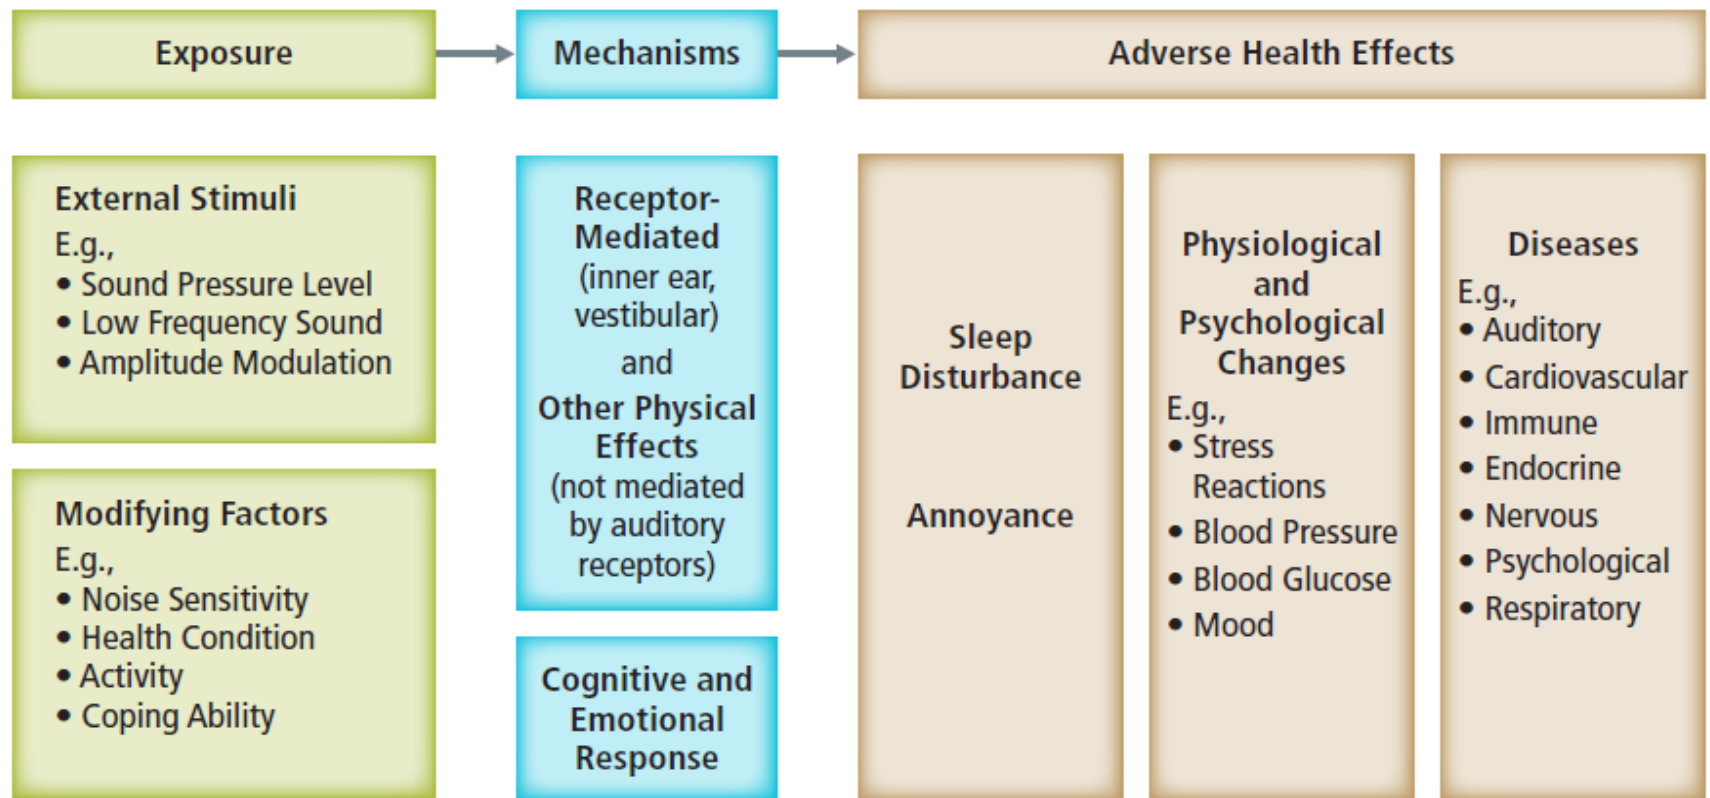 Exposure
Mechanisms
Adverse Health Effects
External Stimuli
E.g.,
• Sound Pressure Level
• Low Frequency Sound
• Amplitude Modulation
Modifying Factors
E.g.,
• Noise Sensitivity
• Health Condition
• Activity
• Coping Ability
Receptor-
Mediated
(inner ear,
vestibular)
and
Other Physical
Effects
(not mediated
by auditory
receptors)
Cognitive and
Emotional
Response
Sleep
Disturbance
Annoyance
Physiological
and
Psychological
Changes
E.g.,
• Stress
Reactions
• Blood Pressure
• Blood Glucose
• Mood
Diseases
E.g.,
• Auditory
• Cardiovascular
• Immune
• Endocrine
• Nervous
• Psychological
• Respiratory